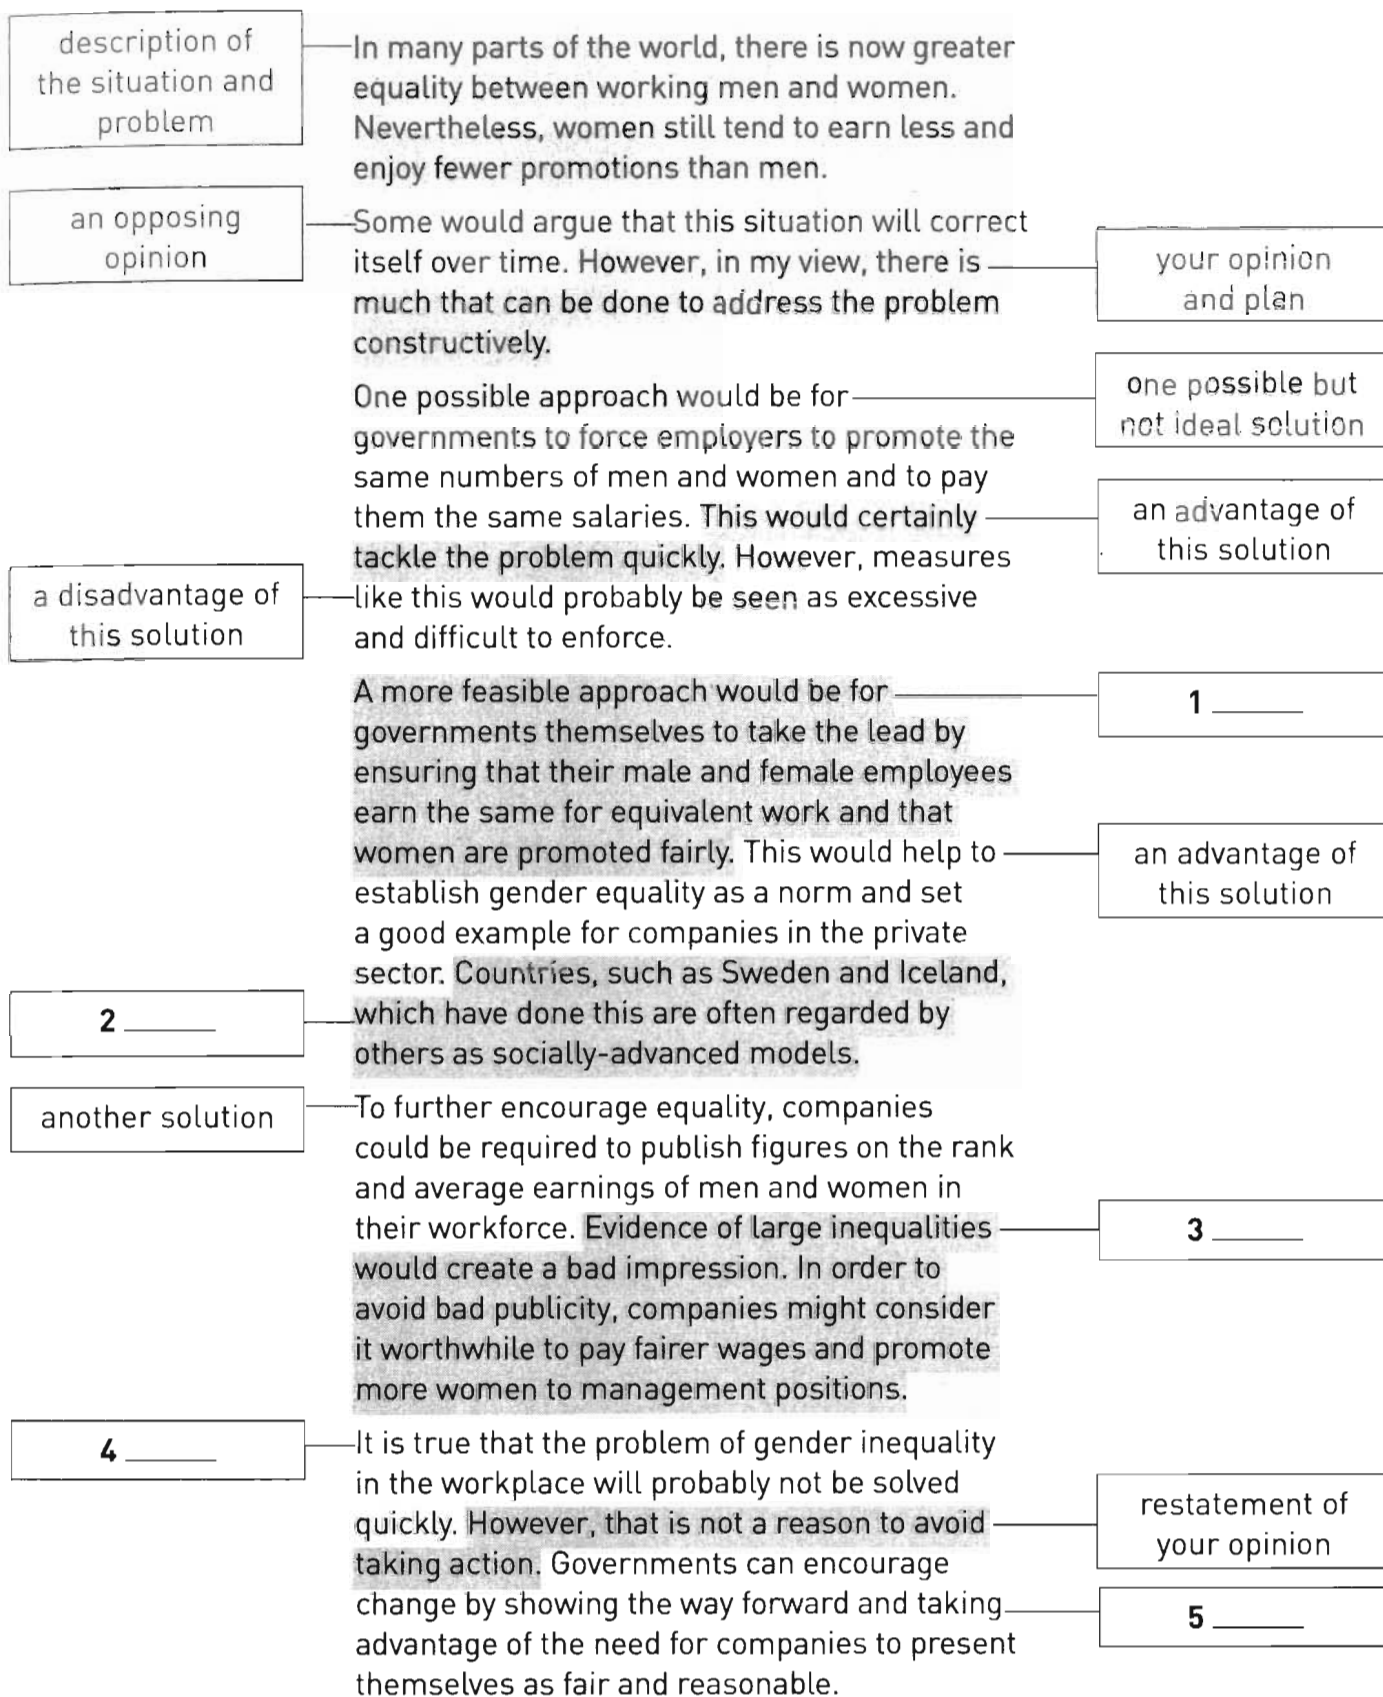 description of
the situation and
problem
In many parts of the world, there is now greater
equality between working men and women.
Nevertheless, women still tend to earn less and
enjoy fewer promotions than men.
an opposing
opinion
Some would argue that this situation will correct
itself over time. However, in my view, there is
much that can be done to address the problem
constructively.
your opinion
and plan
One possible approach would be for
governments to force employers to promote the
same numbers of men and women and to pay
them the same salaries. This would certainly
tackle the problem quickly. However, measures
like this would probably be seen as excessive
and difficult to enforce.
one possible but
not ideal solution
an advantage of
this solution
a disadvantage of
this solution
A more feasible approach would be for
governments themselves to take the lead by
ensuring that their male and female employees
earn the same for equivalent work and that
women are promoted fairly. This would help to
establish gender equality as a norm and set
a good example for companies in the private
sector. Countries, such as Sweden and Iceland,
which have done this are often regarded by
others as socially-advanced models.
1 ______
an advantage of
this solution
2 ______
another solution
To further encourage equality, companies
could be required to publish figures on the rank
and average earnings of men and women in
their workforce. Evidence of large inequalities
would create a bad impression. In order to
avoid bad publicity, companies might consider
it worthwhile to pay fairer wages and promote
more women to management positions.
3 ______
4 ______
It is true that the problem of gender inequality
in the workplace will probably not be solved
quickly. However, that is not a reason to avoid
taking action. Governments can encourage
change by showing the way forward and taking
advantage of the need for companies to present
themselves as fair and reasonable.
restatement of
your opinion
5 ______